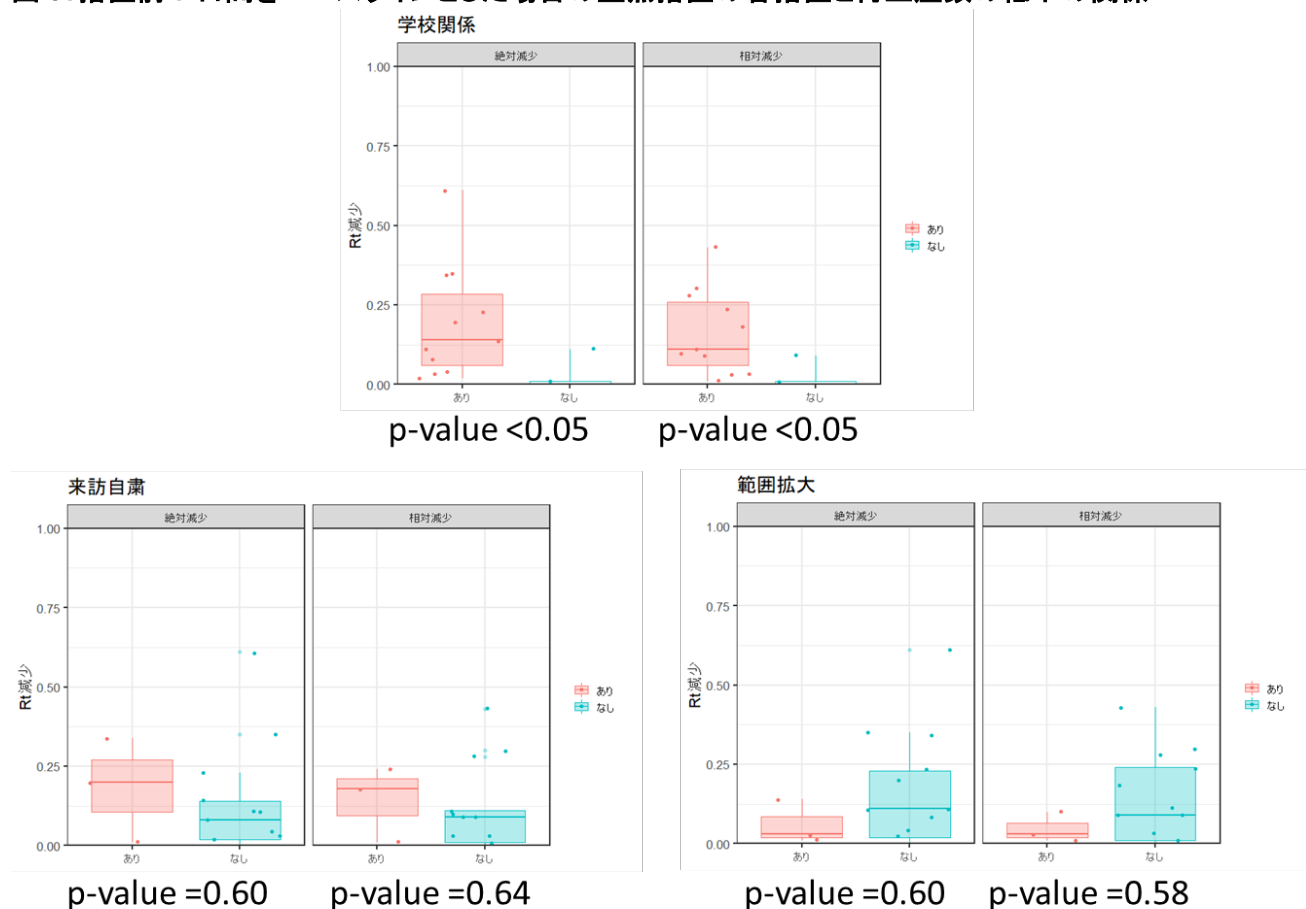 学校関係
絶対減少
相対減少
1.00
0.75
0.50
0.25
0.00
Rt減少
あり
なし
あり
なし
あり
なし
p-value <0.05
p-value <0.05
来訪自粛
絶対減少
相対減少
1.00
0.75
0.50
0.25
0.00
Rt減少
あり
なし
あり
なし
あり
なし
p-value =0.60
p-value =0.64
範囲拡大
絶対減少
相対減少
1.00
0.75
0.50
0.25
0.00
Rt減少
あり
なし
あり
なし
あり
なし
p-value =0.60
p-value =0.58